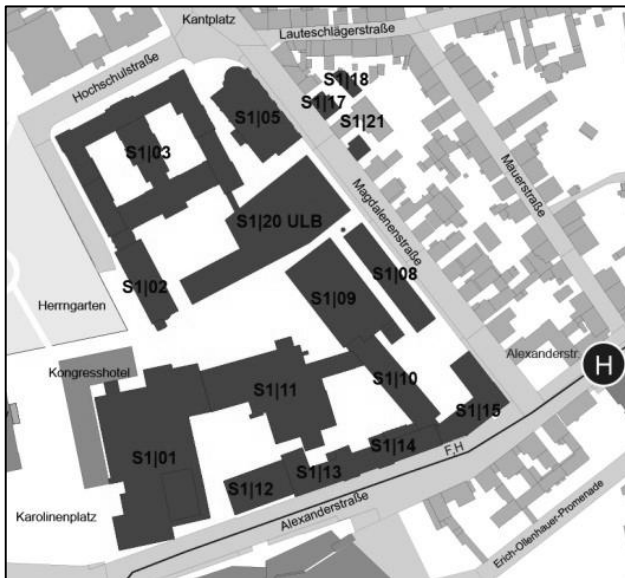 Kantplatz
Lauteschlägerstraße
Hochschulstraße
S1|18
S1|17
S1|05
S1|21
S1|03
Mauerstraße
Magdalenenstraße
S1|20 ULB
S1|02
S1|08
S1|09
Herrngarten
Alexanderstr.
H
Kongresshotel
S1|10
S1|11
S1|15
S1|14
F,H
S1|01
S1|13
S1|12
Alexanderstraße
Karolinenplatz
Erich-Ollenhauer-Promenade